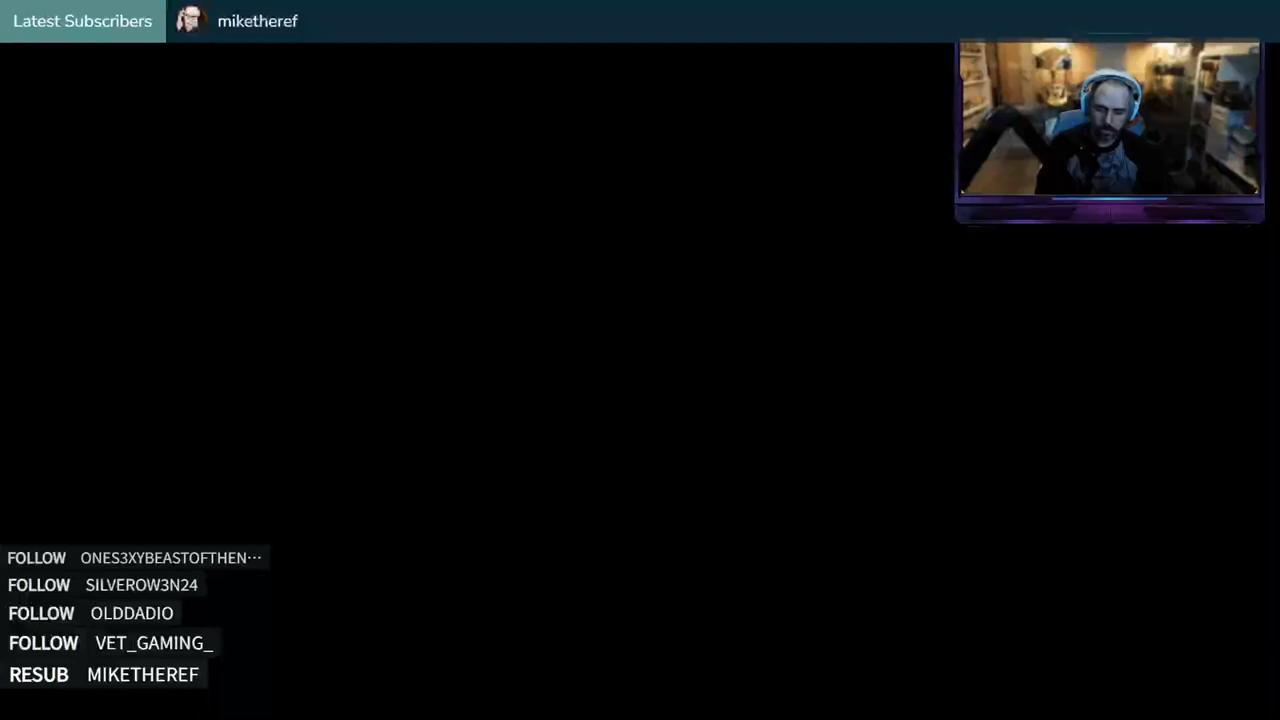 Latest Subscribers miketheref
FOLLOW ONES3XYBEASTOFTHEN…
FOLLOW SILVEROW3N24
FOLLOW OLDDADIO
FOLLOW VET_GAMING_
RESUB MIKETHEREF